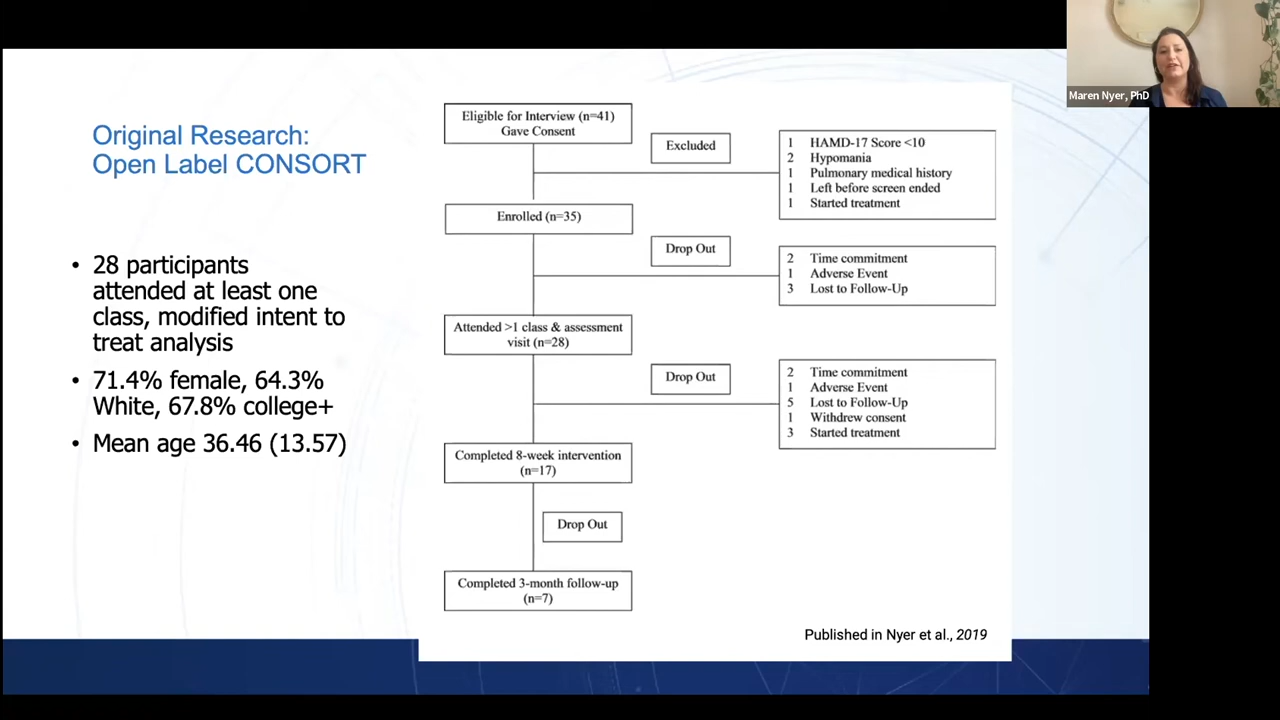 Maren Nyer, PhD
Original Research:
Open Label CONSORT
• 28 participants
attended at least one
class, modified intent to
treat analysis
• 71.4% female, 64.3%
White, 67.8% college+
• Mean age 36.46 (13.57)
Eligible for Interview (n=41)
Gave Consent
Excluded
1 HAMD-17 Score <10
2 Hypomania
1 Pulmonary medical history
1 Left before screen ended
1 Started treatment
Enrolled (n=35)
Drop Out
2 Time commitment
1 Adverse Event
3 Lost to Follow-Up
Attended >1 class & assessment
visit (n=28)
Drop Out
2 Time commitment
1 Adverse Event
5 Lost to Follow-Up
1 Withdrew consent
3 Started treatment
Completed 8-week intervention
(n=17)
Drop Out
Completed 3-month follow-up
(n=7)
Published in Nyer et al., 2019